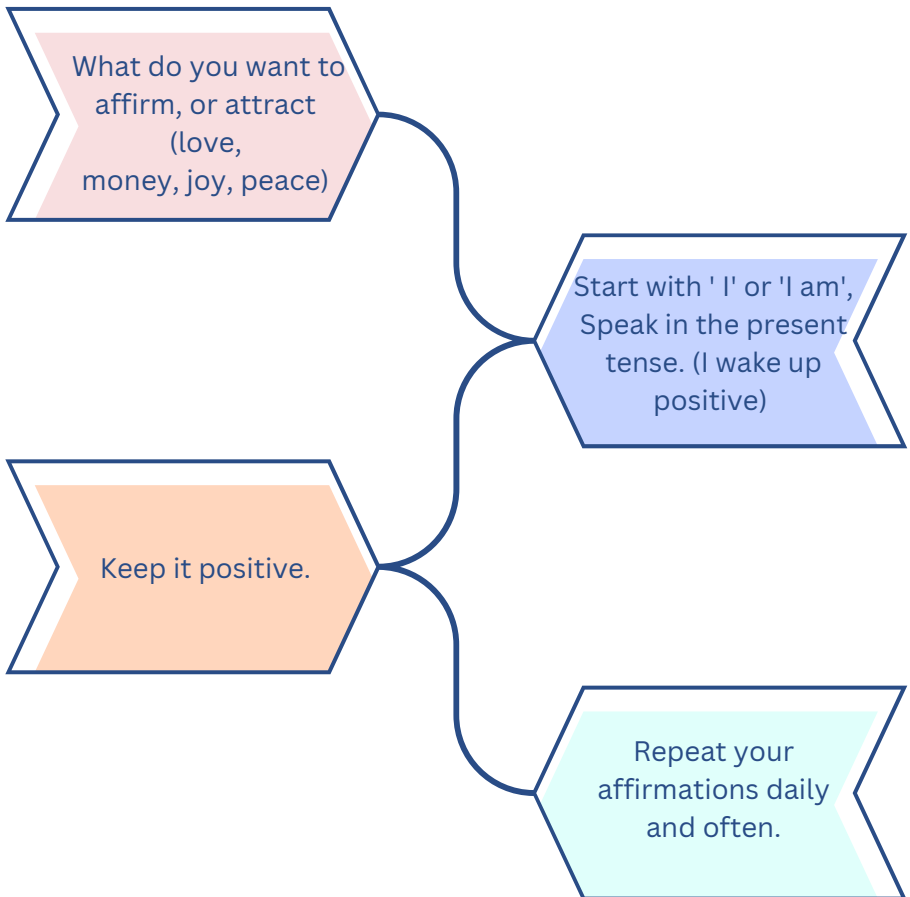 What do you want to
affirm, or attract
(love,
money, joy, peace)
Start with ' I' or 'I am',
Speak in the present
tense. (I wake up
positive)
Keep it positive.
Repeat your
affirmations daily
and often.